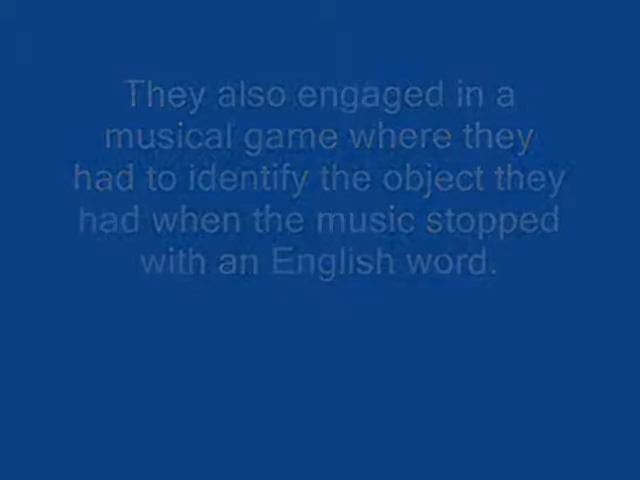 They also engaged in a
musical game where they
had to identify the object they
had when the music stopped
with an English word.